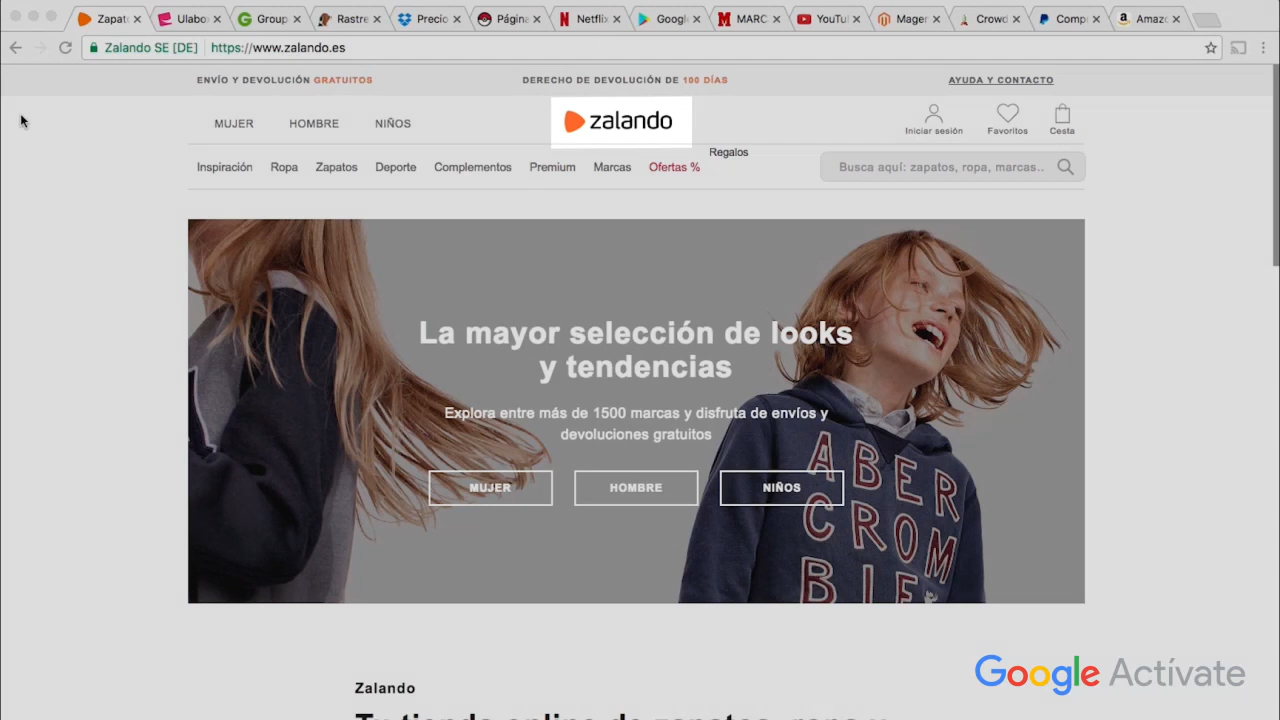 Zapat
Ulabo
Group
Rastre
Precio
Págin
Netfli
Googl
MARC
YouTu
Mager
Crowd
Comp
Amaz
Zalando SE [DE]
https://www.zalando.es
ENVÍO Y DEVOLUCIÓN GRATUITOS
DERECHO DE DEVOLUCIÓN DE 100 DÍAS
AYUDA Y CONTACTO
MUJER
HOMBRE
NIÑOS
zalando
Iniciar sesión
Favoritos
Cesta
Inspiración
Ropa
Zapatos
Deporte
Complementos
Premium
Marcas
Ofertas %
Regalos
Busca aquí: zapatos, ropa, marcas..
La mayor selección de looks
y tendencias
Explora entre más de 1500 marcas y disfruta de envíos y
devoluciones gratuitos
MUJER
HOMBRE
NIÑOS
ABER
CROM
BIE
Zalando
Tu tienda online de zapatos, ropa y
Google Actívate